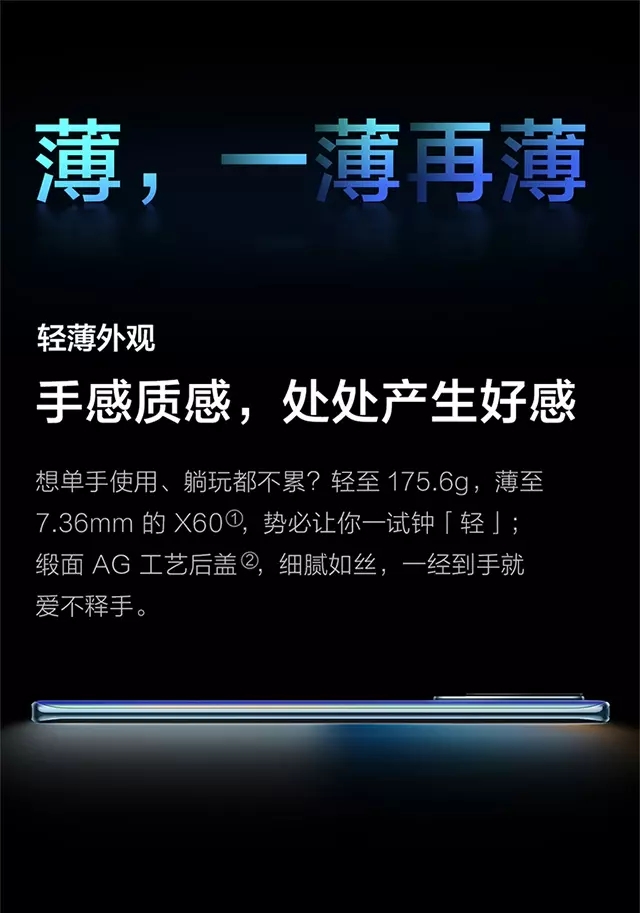 薄，一薄再薄
轻薄外观
手感质感，处处产生好感
想单手使用、躺玩都不累？轻至 175.6g，薄至
7.36mm 的 X60①，势必让你一试钟「轻」；
缎面 AG 工艺后盖②，细腻如丝，一经到手就
爱不释手。